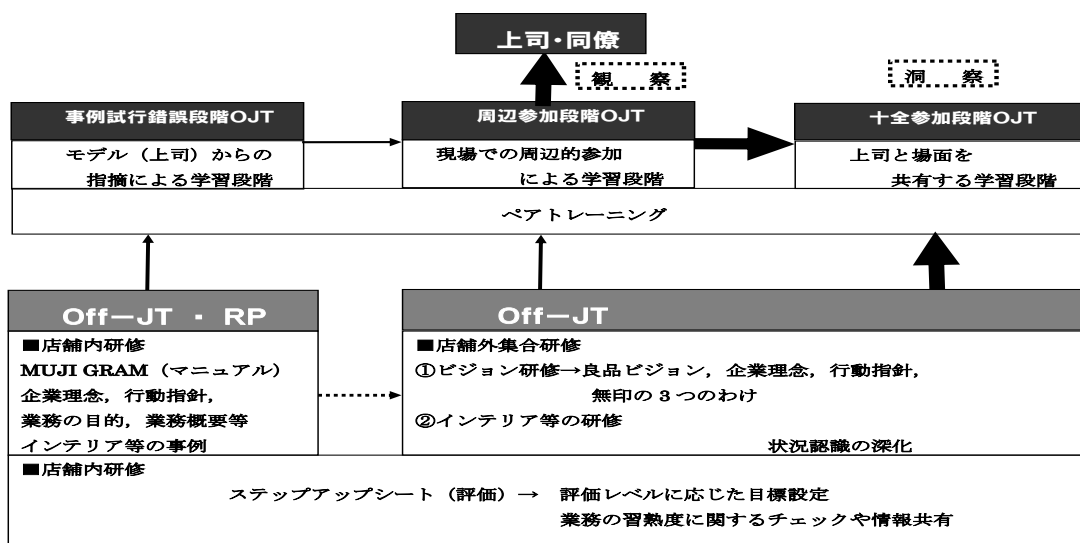 上司・同僚
観　察
洞　察
事例試行錯誤段階OJT
モデル（上司）からの
指摘による学習段階
周辺参加段階OJT
現場での周辺的参加
による学習段階
十全参加段階OJT
上司と場面を
共有する学習段階
ペアトレーニング
Off－JT ・ RP
■店舗内研修
MUJI GRAM（マニュアル）
企業理念，行動指針，
業務の目的，業務概要等
インテリア等の事例
Off－JT
■店舗外集合研修
①ビジョン研修→良品ビジョン，企業理念，行動指針，
無印の３つのわけ
②インテリア等の研修
状況認識の深化
■店舗内研修
ステップアップシート（評価）→　評価レベルに応じた目標設定
業務の習熟度に関するチェックや情報共有